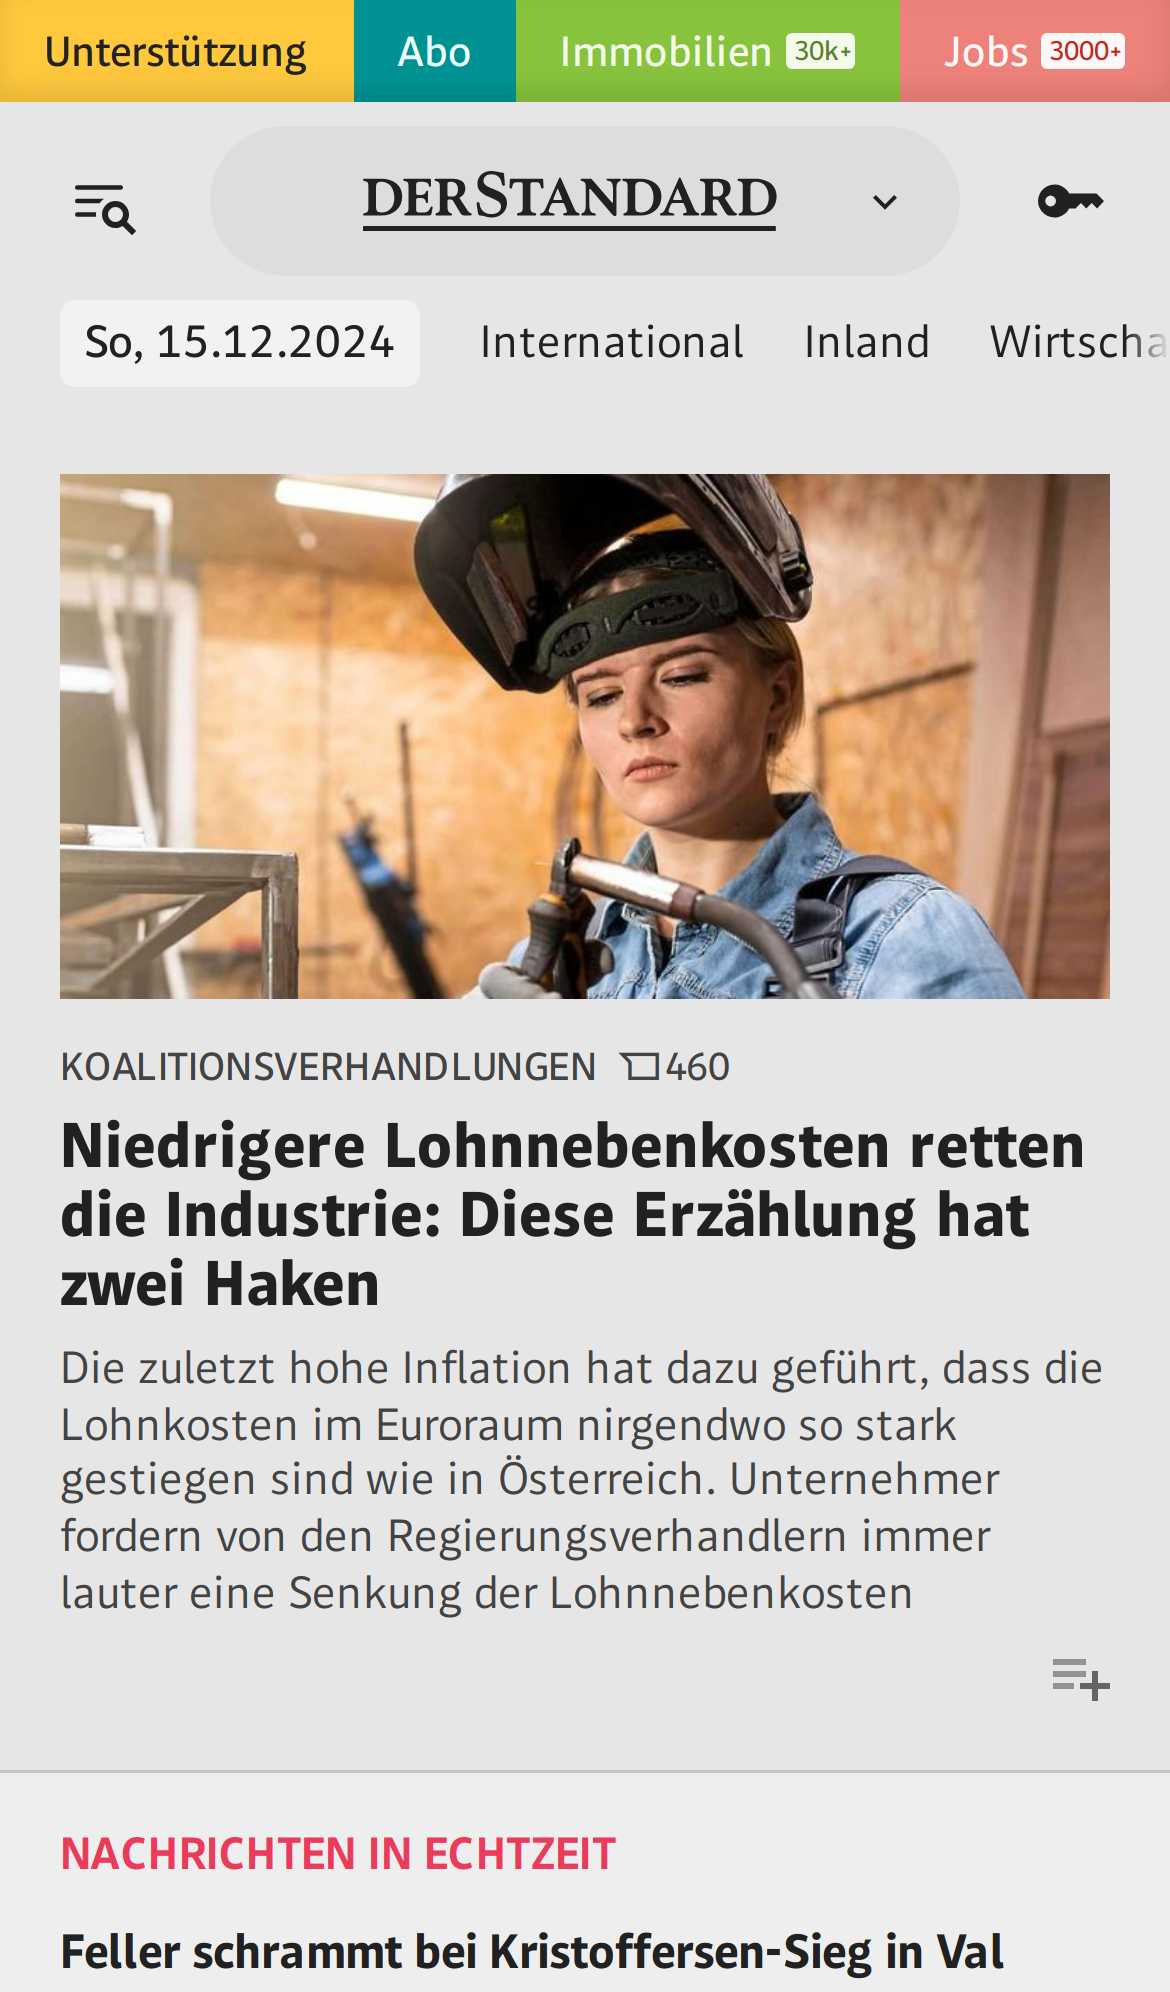 Unterstützung Abo Immobilien 30k+ Jobs 3000+
DERSTANDARD
So, 15.12.2024 International Inland Wirtscha
KOALITIONSVERHANDLUNGEN 460
Niedrigere Lohnnebenkosten retten
die Industrie: Diese Erzählung hat
zwei Haken
Die zuletzt hohe Inflation hat dazu geführt, dass die
Lohnkosten im Euroraum nirgendwo so stark
gestiegen sind wie in Österreich. Unternehmer
fordern von den Regierungsverhandlern immer
lauter eine Senkung der Lohnnebenkosten
NACHRICHTEN IN ECHTZEIT
Feller schrammt bei Kristoffersen-Sieg in Val